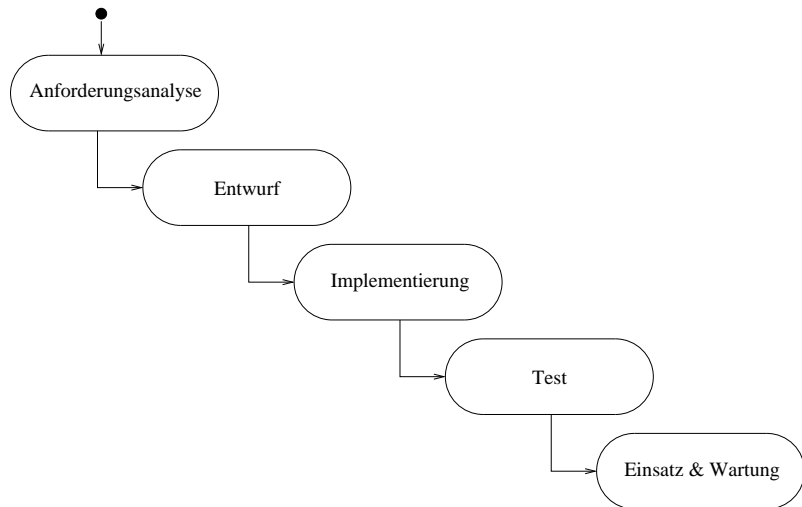 Anforderungsanalyse
Entwurf
Implementierung
Test
Einsatz & Wartung